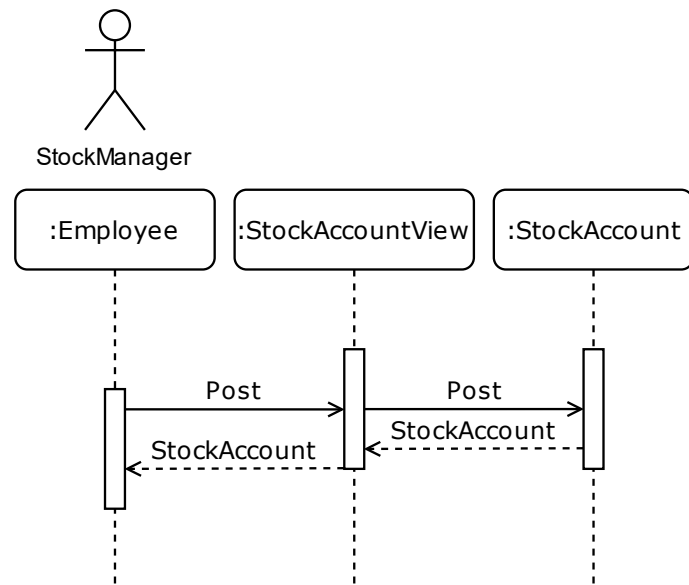 StockManager
:Employee
:StockAccountView
:StockAccount
Post
Post
StockAccount
StockAccount